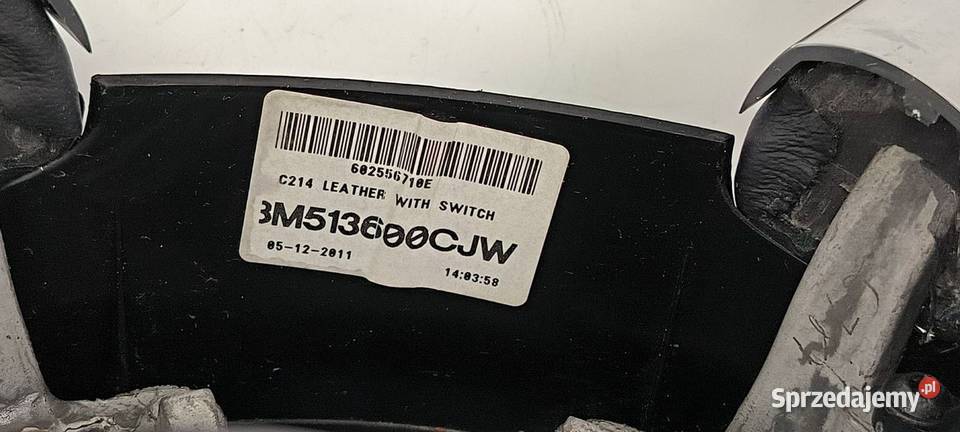 602556710E
C214 LEATHER WITH SWITCH
3M513600CJW
05-12-2011
14:03:58
Sprzedajemy.pl